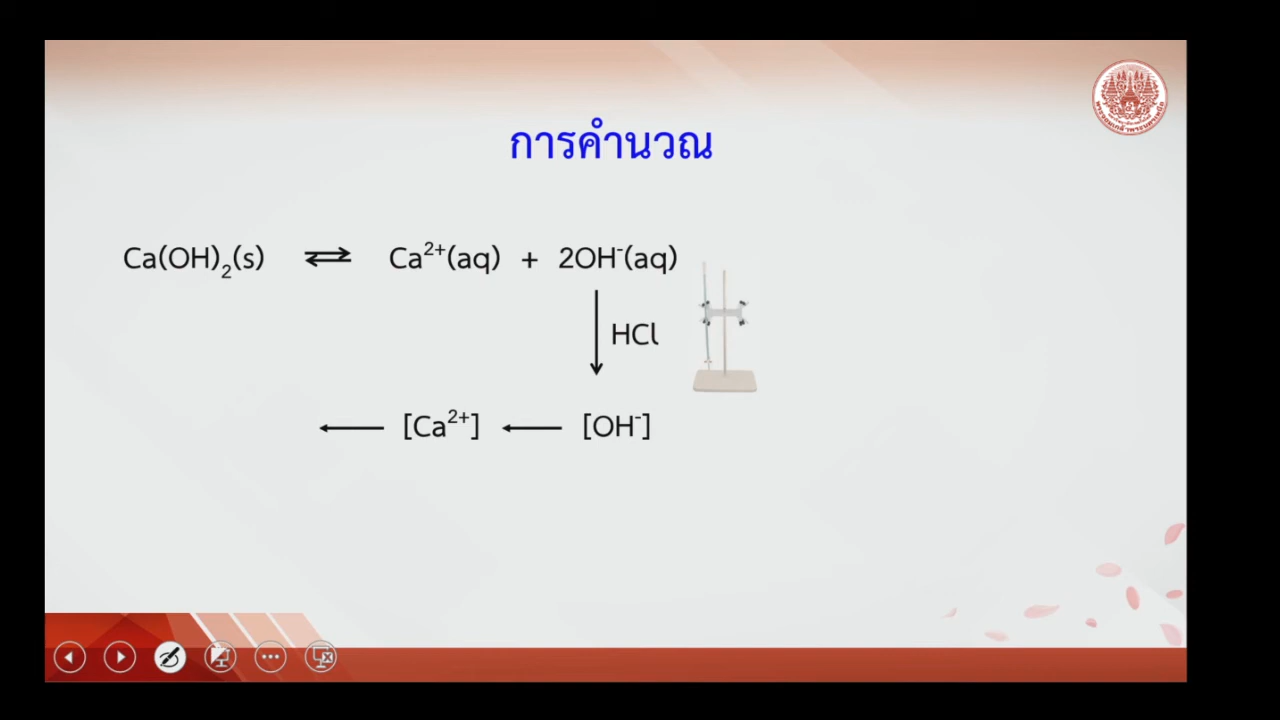 การคำนวณ
Ca(OH)₂(s) ⇌ Ca²⁺(aq) + 2OH⁻(aq)
HCl
← [Ca²⁺] ← [OH⁻]